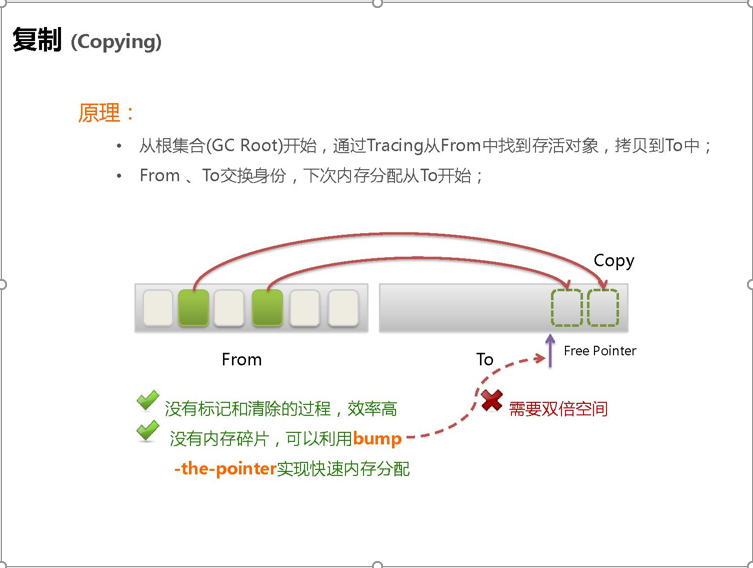 复制 (Copying)
原理：
• 从根集合(GC Root)开始，通过Tracing从From中找到存活对象，拷贝到To中；
• From 、To交换身份，下次内存分配从To开始；
Copy
From
To
Free Pointer
没有标记和清除的过程，效率高
需要双倍空间
没有内存碎片，可以利用bump
-the-pointer实现快速内存分配